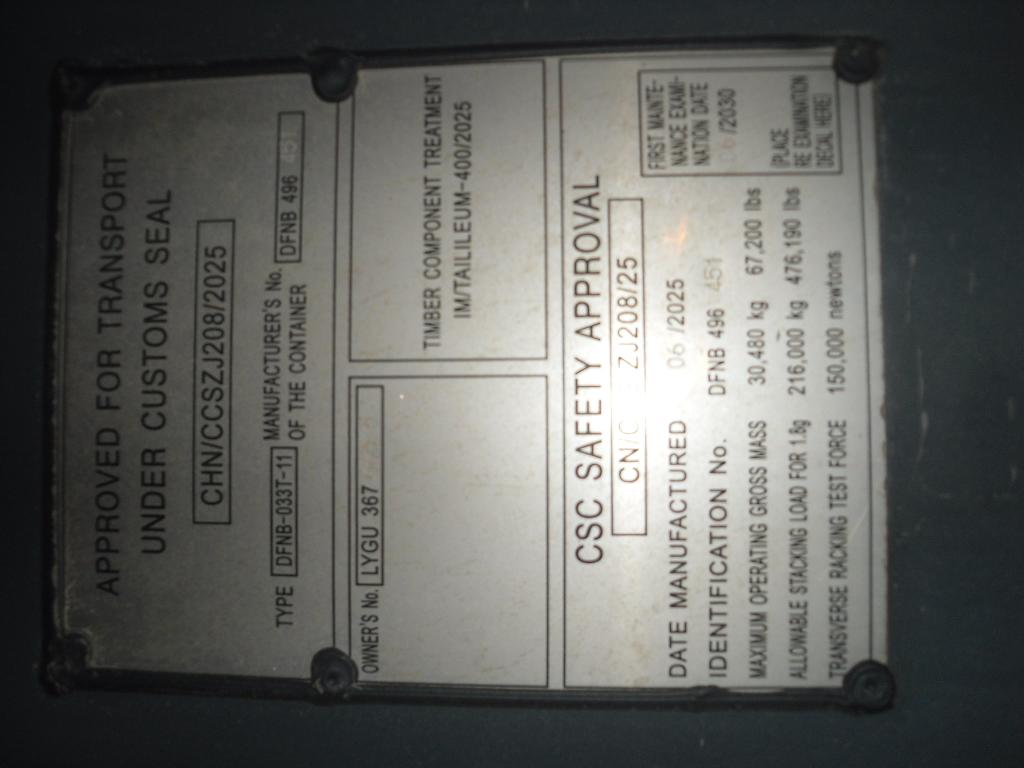 APPROVED FOR TRANSPORT
UNDER CUSTOMS SEAL
CHN/CCSZJ208/2025
TYPE DFNB-033T-11 MANUFACTURER'S No.
OF THE CONTAINER DFNB 496 451
OWNER'S No. LYGU 367
TIMBER COMPONENT TREATMENT
IM/TAILILEUM-400/2025
CSC SAFETY APPROVAL
CN/C ZJ208/25
DATE MANUFACTURED 06 /2025
IDENTIFICATION No. DFNB 496 451
MAXIMUM OPERATING GROSS MASS 30,480 kg 67,200 lbs
ALLOWABLE STACKING LOAD FOR 1.8g 216,000 kg 476,190 lbs
TRANSVERSE RACKING TEST FORCE 150,000 newtons
FIRST MAINTE-
NANCE EXAMI-
NATION DATE
06 /2030
(PLACE
RE EXAMINATION
DECAL HERE)